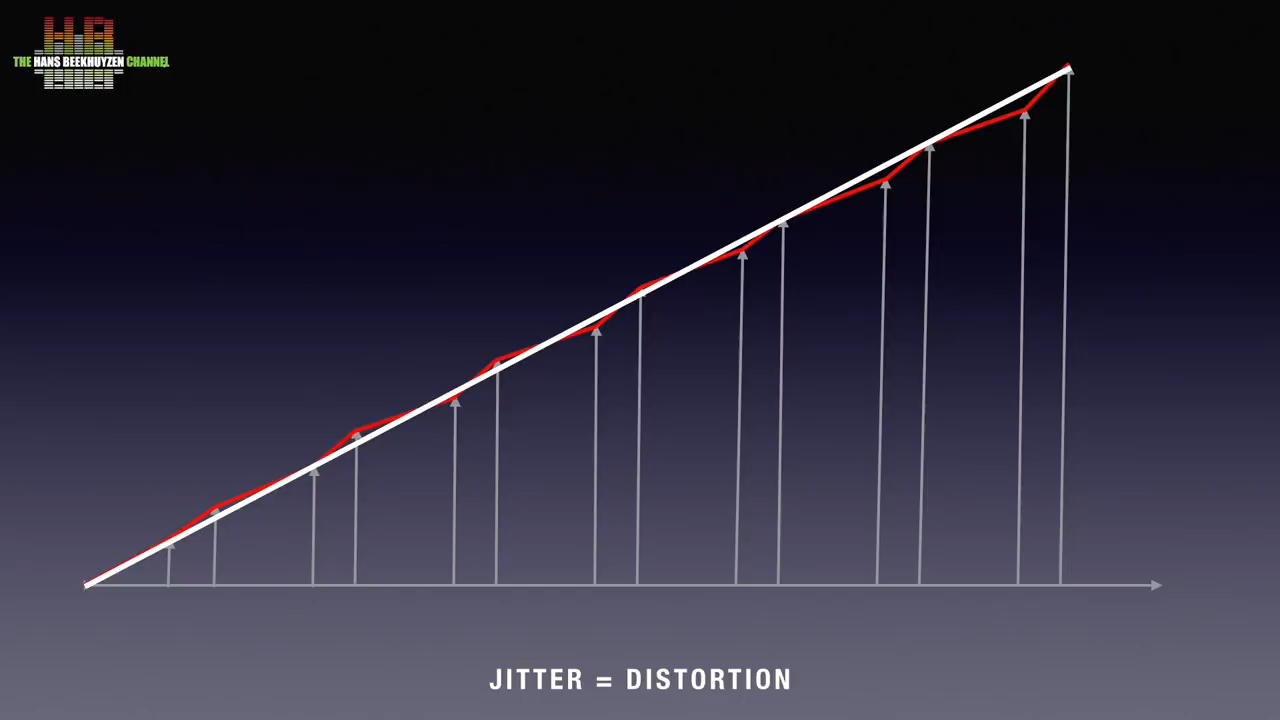 THE HANS BEEKHUYZEN CHANNEL
JITTER = DISTORTION